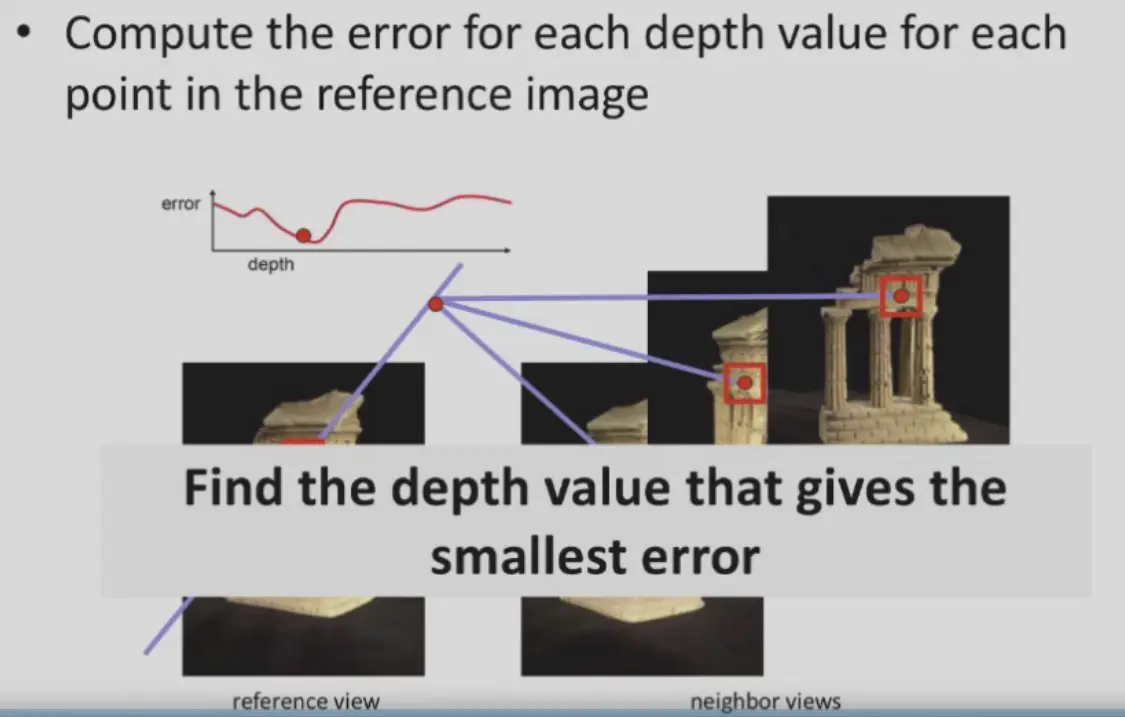 • Compute the error for each depth value for each
point in the reference image
error
depth
Find the depth value that gives the
smallest error
reference view
neighbor views